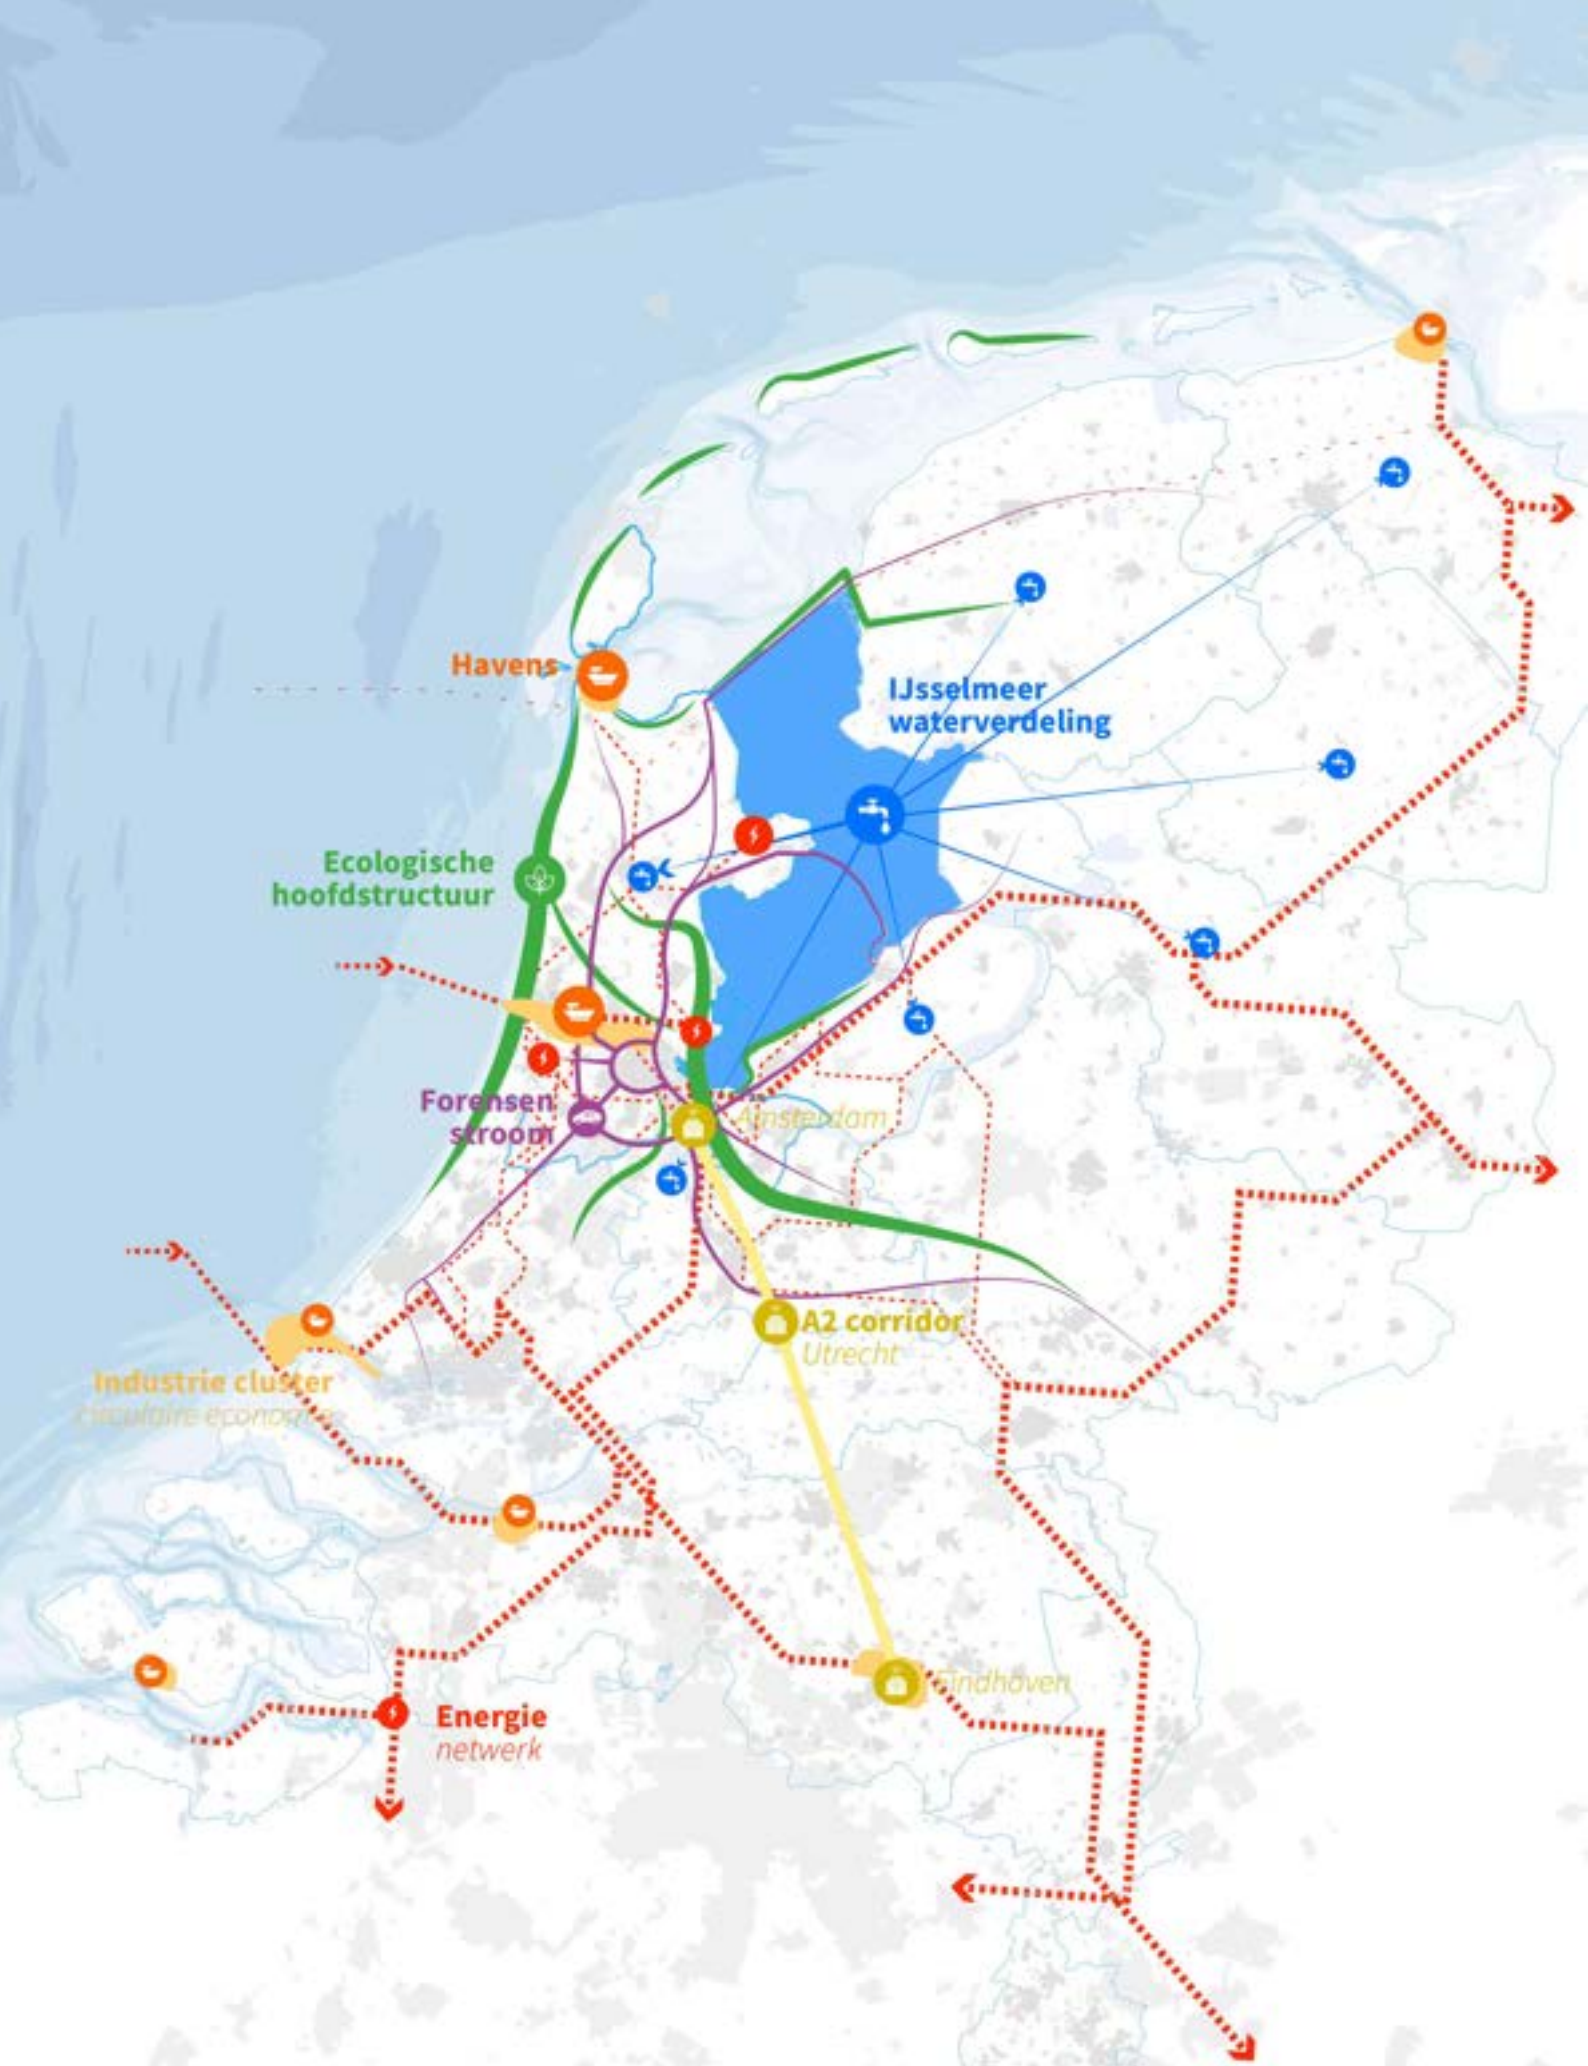 Havens
IJsselmeer
waterverdeling
Ecologische
hoofdstructuur
Forensen
stroom
Amsterdam
A2 corridor
Utrecht
Industrie cluster
circulaire economie
Eindhoven
Energie
netwerk